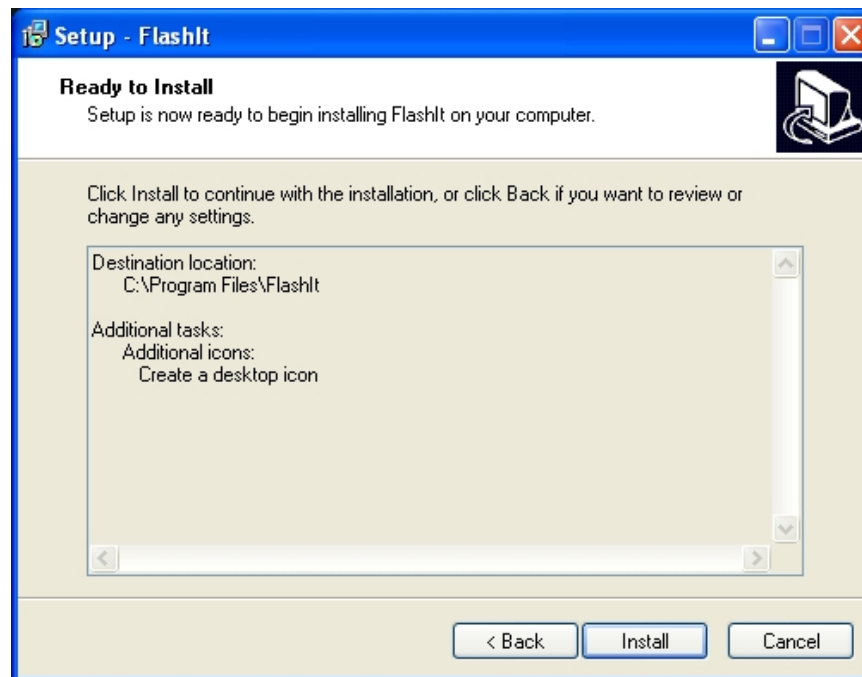 Setup - FlashIt
Ready to Install
Setup is now ready to begin installing FlashIt on your computer.
Click Install to continue with the installation, or click Back if you want to review or
change any settings.
Destination location:
C:\Program Files\FlashIt
Additional tasks:
Additional icons:
Create a desktop icon
< Back
Install
Cancel